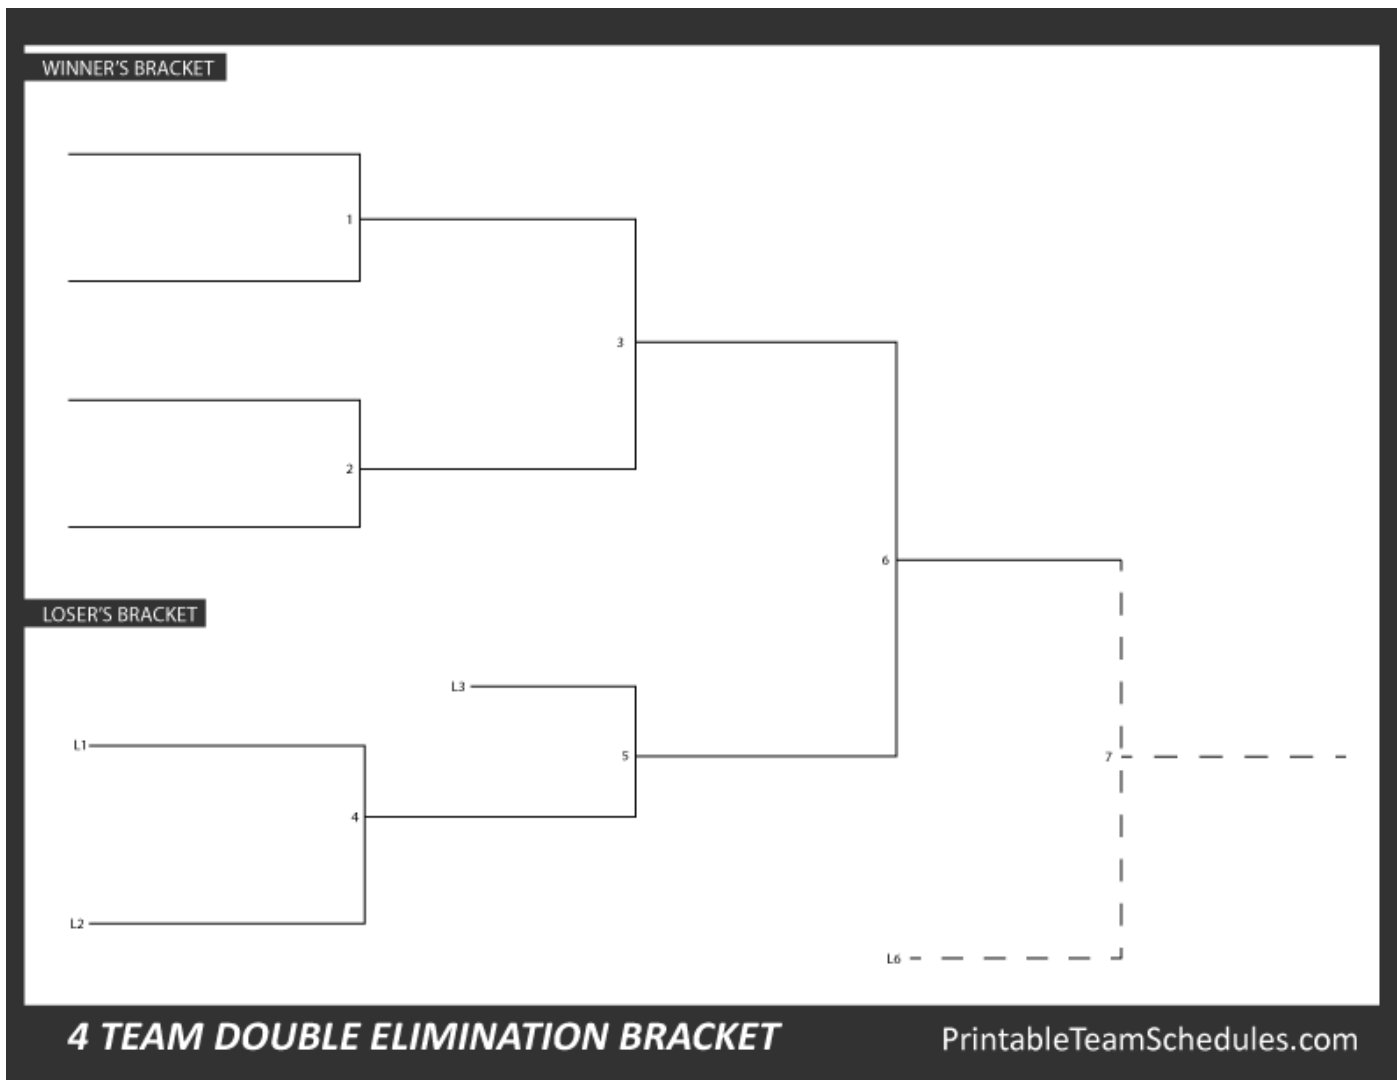 WINNER'S BRACKET
1
3
2
6
LOSER'S BRACKET
L3
L1
5
7
4
L2
L6
4 TEAM DOUBLE ELIMINATION BRACKET
PrintableTeamSchedules.com